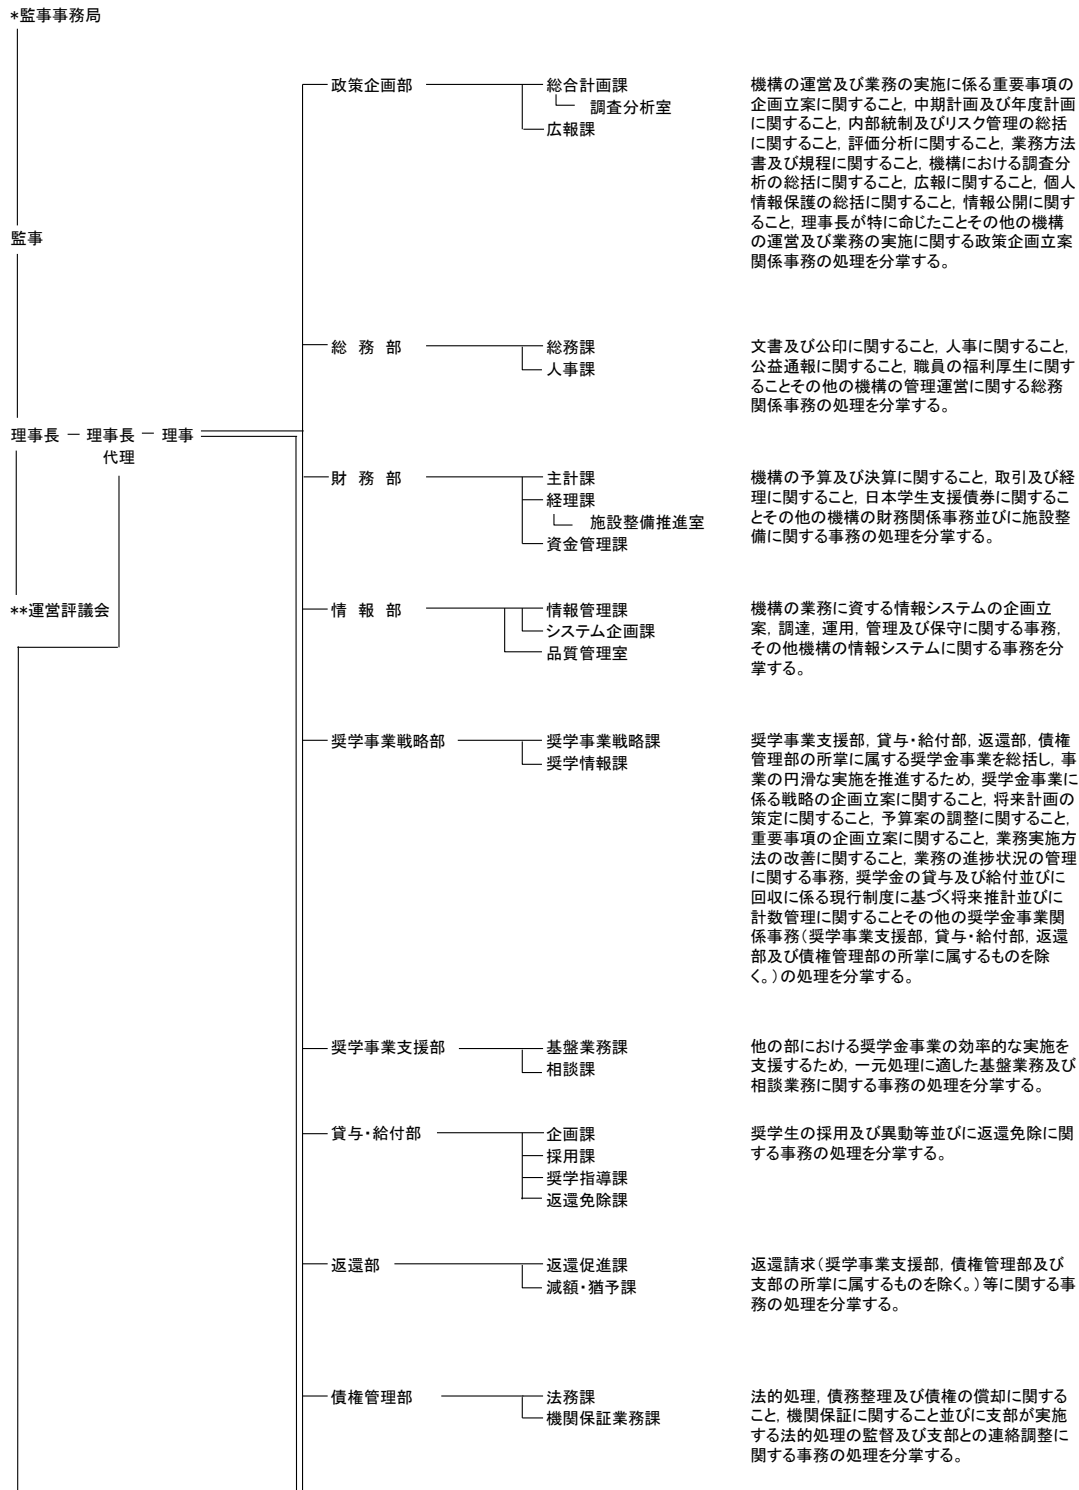 *監事事務局
監事
理事長 － 理事長 － 理事
代理
**運営評議会
政策企画部
総合計画課
調査分析室
広報課
機構の運営及び業務の実施に係る重要事項の
企画立案に関すること, 中期計画及び年度計画
に関すること, 内部統制及びリスク管理の総括
に関すること, 評価分析に関すること, 業務方法
書及び規程に関すること, 機構における調査分
析の総括に関すること, 広報に関すること, 個人
情報保護の総括に関すること, 情報公開に関す
ること, 理事長が特に命じたことその他の機構
の運営及び業務の実施に関する政策企画立案
関係事務の処理を分掌する。
総 務 部
総務課
人事課
文書及び公印に関すること, 人事に関すること,
公益通報に関すること, 職員の福利厚生に関す
ることその他の機構の管理運営に関する総務
関係事務の処理を分掌する。
財 務 部
主計課
経理課
施設整備推進室
資金管理課
機構の予算及び決算に関すること, 取引及び経
理に関すること, 日本学生支援債券に関するこ
とその他の機構の財務関係事務並びに施設整
備に関する事務の処理を分掌する。
情 報 部
情報管理課
システム企画課
品質管理室
機構の業務に資する情報システムの企画立
案, 調達, 運用, 管理及び保守に関する事務,
その他機構の情報システムに関する事務を分
掌する。
奨学事業戦略部
奨学事業戦略課
奨学情報課
奨学事業支援部, 貸与・給付部, 返還部, 債権
管理部の所掌に属する奨学金事業を総括し, 事
業の円滑な実施を推進するため, 奨学金事業に
係る戦略の企画立案に関すること, 将来計画の
策定に関すること, 予算案の調整に関すること,
重要事項の企画立案に関すること, 業務実施方
法の改善に関すること, 業務の進捗状況の管理
に関する事務, 奨学金の貸与及び給付並びに
回収に係る現行制度に基づく将来推計並びに
計数管理に関することその他の奨学金事業関
係事務(奨学事業支援部, 貸与・給付部, 返還
部及び債権管理部の所掌に属するものを除
く。)の処理を分掌する。
奨学事業支援部
基盤業務課
相談課
他の部における奨学金事業の効率的な実施を
支援するため, 一元処理に適した基盤業務及び
相談業務に関する事務の処理を分掌する。
貸与・給付部
企画課
採用課
奨学指導課
返還免除課
奨学生の採用及び異動等並びに返還免除に関
する事務の処理を分掌する。
返還部
返還促進課
減額・猶予課
返還請求(奨学事業支援部, 債権管理部及び
支部の所掌に属するものを除く。)等に関する事
務の処理を分掌する。
債権管理部
法務課
機関保証業務課
法的処理, 債務整理及び債権の償却に関する
こと, 機関保証に関すること並びに支部が実施
する法的処理の監督及び支部との連絡調整に
関する事務の処理を分掌する。